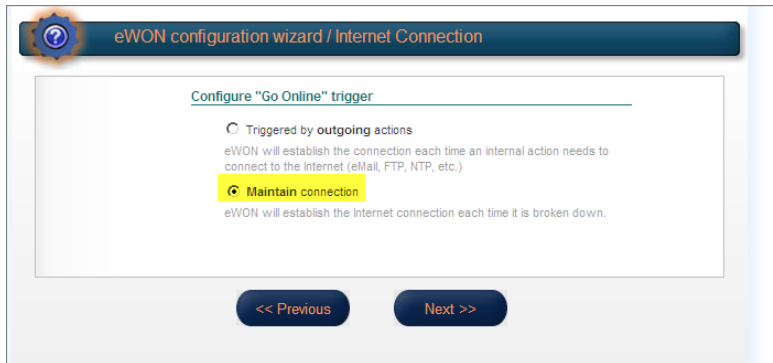 eWON configuration wizard / Internet Connection
Configure "Go Online" trigger
Triggered by outgoing actions
eWON will establish the connection each time an internal action needs to
connect to the Internet (eMail, FTP, NTP, etc.)
Maintain connection
eWON will establish the Internet connection each time it is broken down.
<< Previous
Next >>